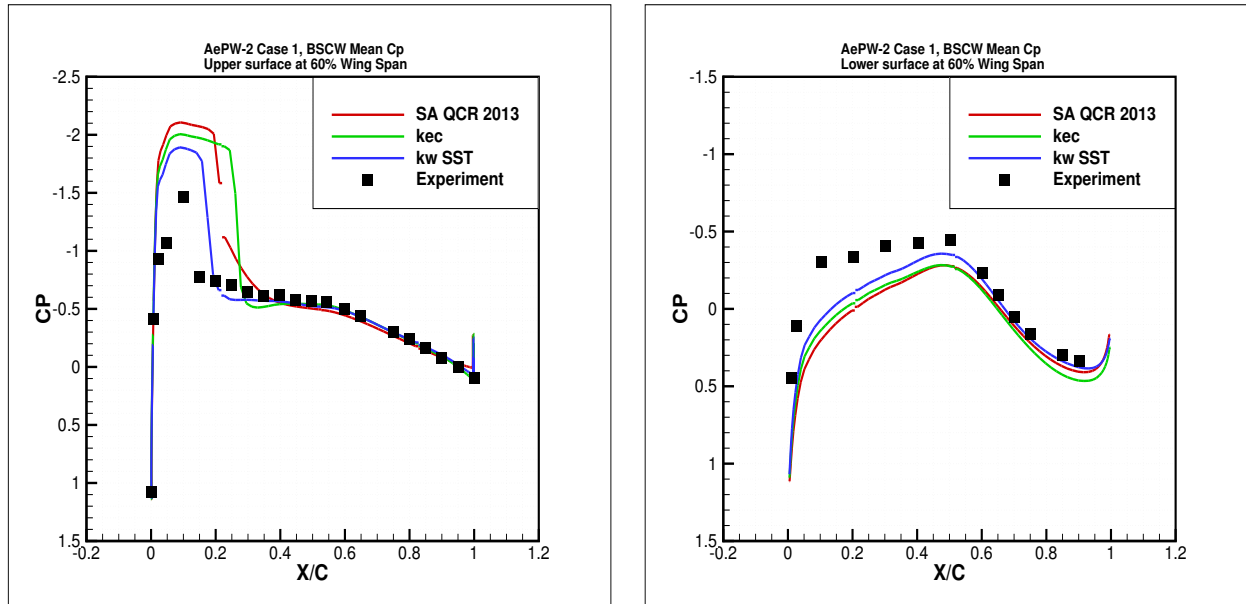 AePW-2 Case 1, BSCW Mean Cp
Upper surface at 60% Wing Span
-2.5
-2
-1.5
-1
-0.5
0
0.5
1
1.5
CP
SA QCR 2013
kec
kw SST
Experiment
-0.2 0 0.2 0.4 0.6 0.8 1 1.2
X/C
AePW-2 Case 1, BSCW Mean Cp
Lower surface at 60% Wing Span
-1.5
-1
-0.5
0
0.5
1
1.5
CP
SA QCR 2013
kec
kw SST
Experiment
-0.2 0 0.2 0.4 0.6 0.8 1 1.2
X/C